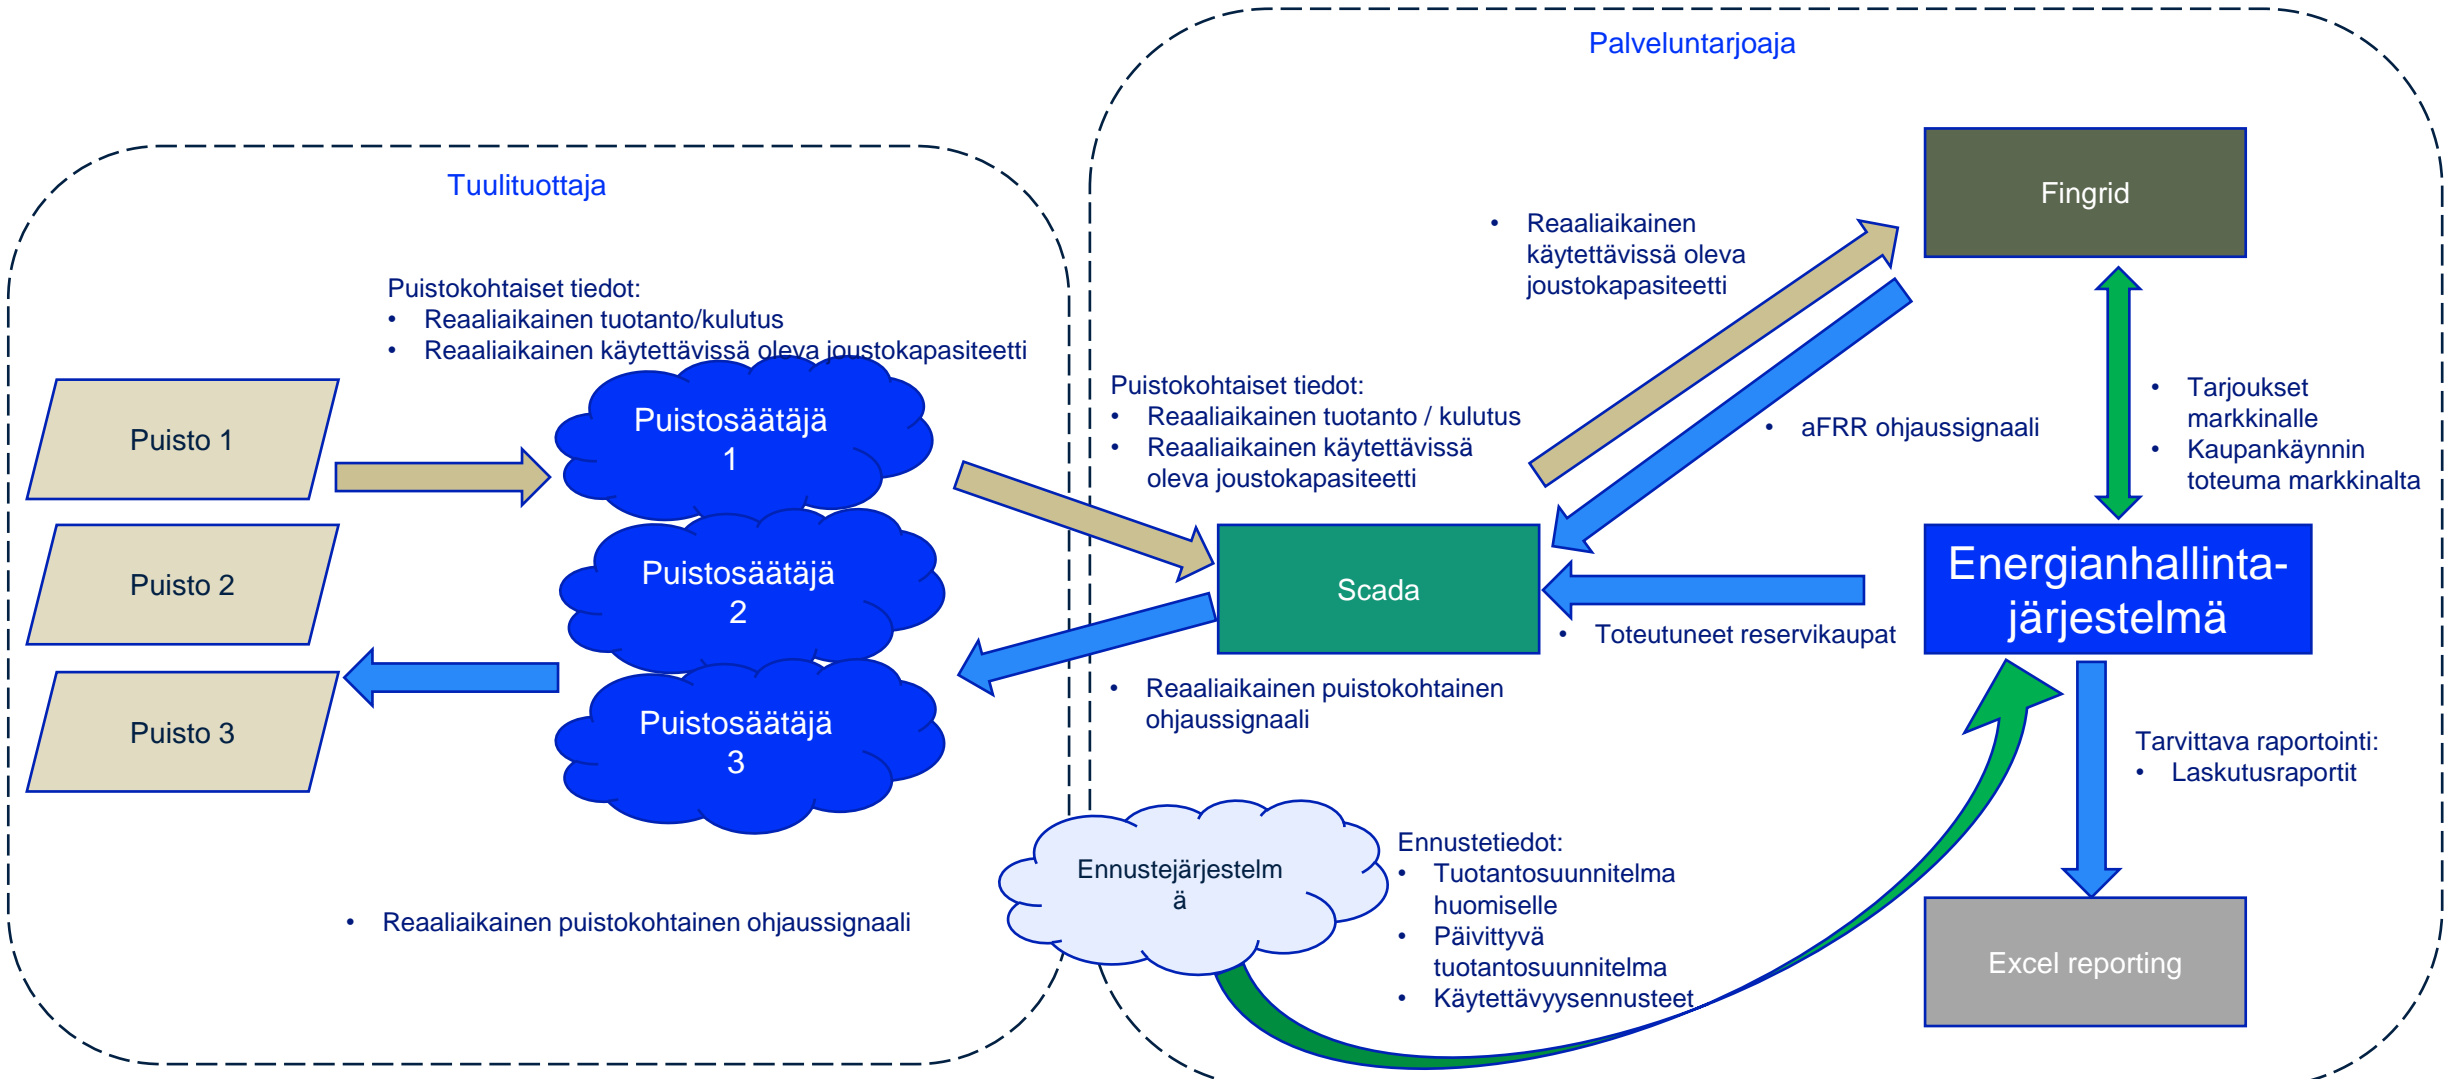 Palveluntarjoaja
Tuulituottaja
Fingrid
• Reaaliaikainen
käytettävissä oleva
joustokapasiteetti
Puistokohtaiset tiedot:
• Reaaliaikainen tuotanto/kulutus
• Reaaliaikainen käytettävissä oleva joustokapasiteetti
Puisto 1
Puisto 2
Puisto 3
Puistosäätäjä
1
Puistosäätäjä
2
Puistosäätäjä
3
• Reaaliaikainen puistokohtainen ohjaussignaali
Puistokohtaiset tiedot:
• Reaaliaikainen tuotanto / kulutus
• Reaaliaikainen käytettävissä
oleva joustokapasiteetti
• aFRR ohjaussignaali
• Tarjoukset
markkinalle
• Kaupankäynnin
toteuma markkinalta
Scada
Energianhallinta-
järjestelmä
• Toteutuneet reservikaupat
• Reaaliaikainen puistokohtainen
ohjaussignaali
Tarvittava raportointi:
• Laskutusraportit
Ennustejärjestelm
ä
Ennustetiedot:
• Tuotantosuunnitelma
huomiselle
• Päivittyvä
tuotantosuunnitelma
• Käytettävyysennusteet
Excel reporting